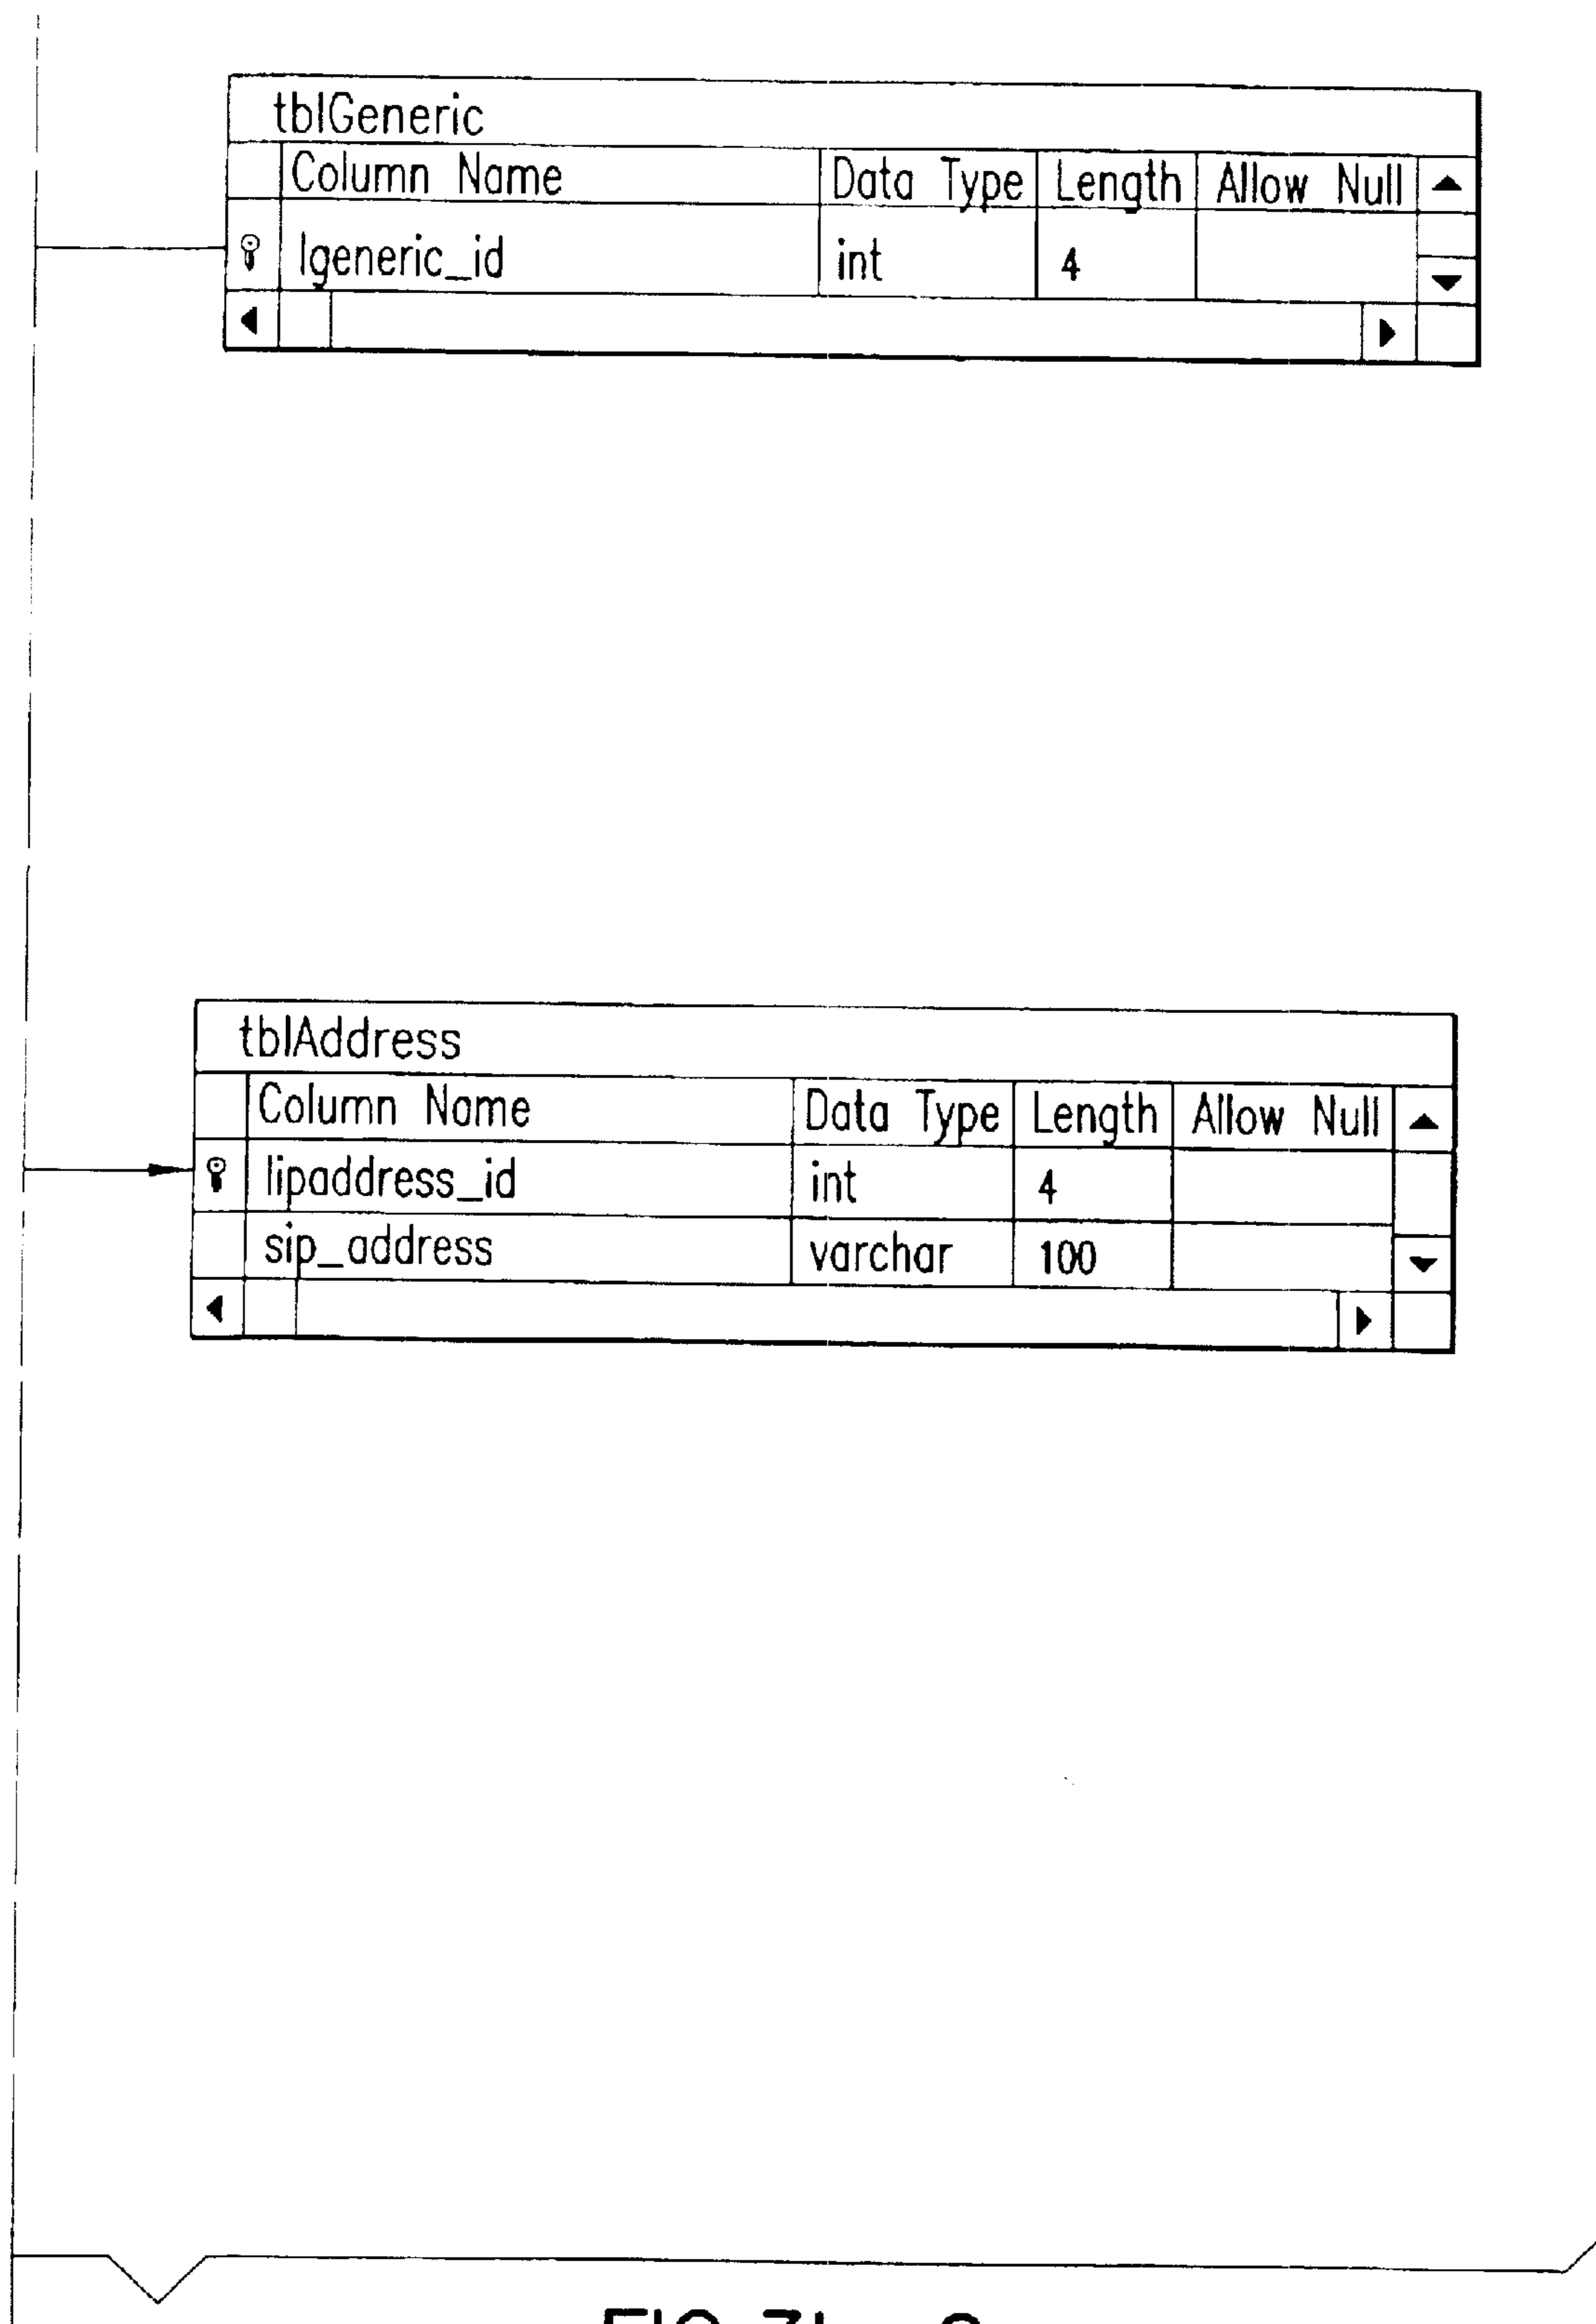 tblGeneric
Column Name Data Type Length Allow Null
lgeneric_id int 4
tblAddress
Column Name Data Type Length Allow Null
lipaddress_id int 4
sip_address varchar 100